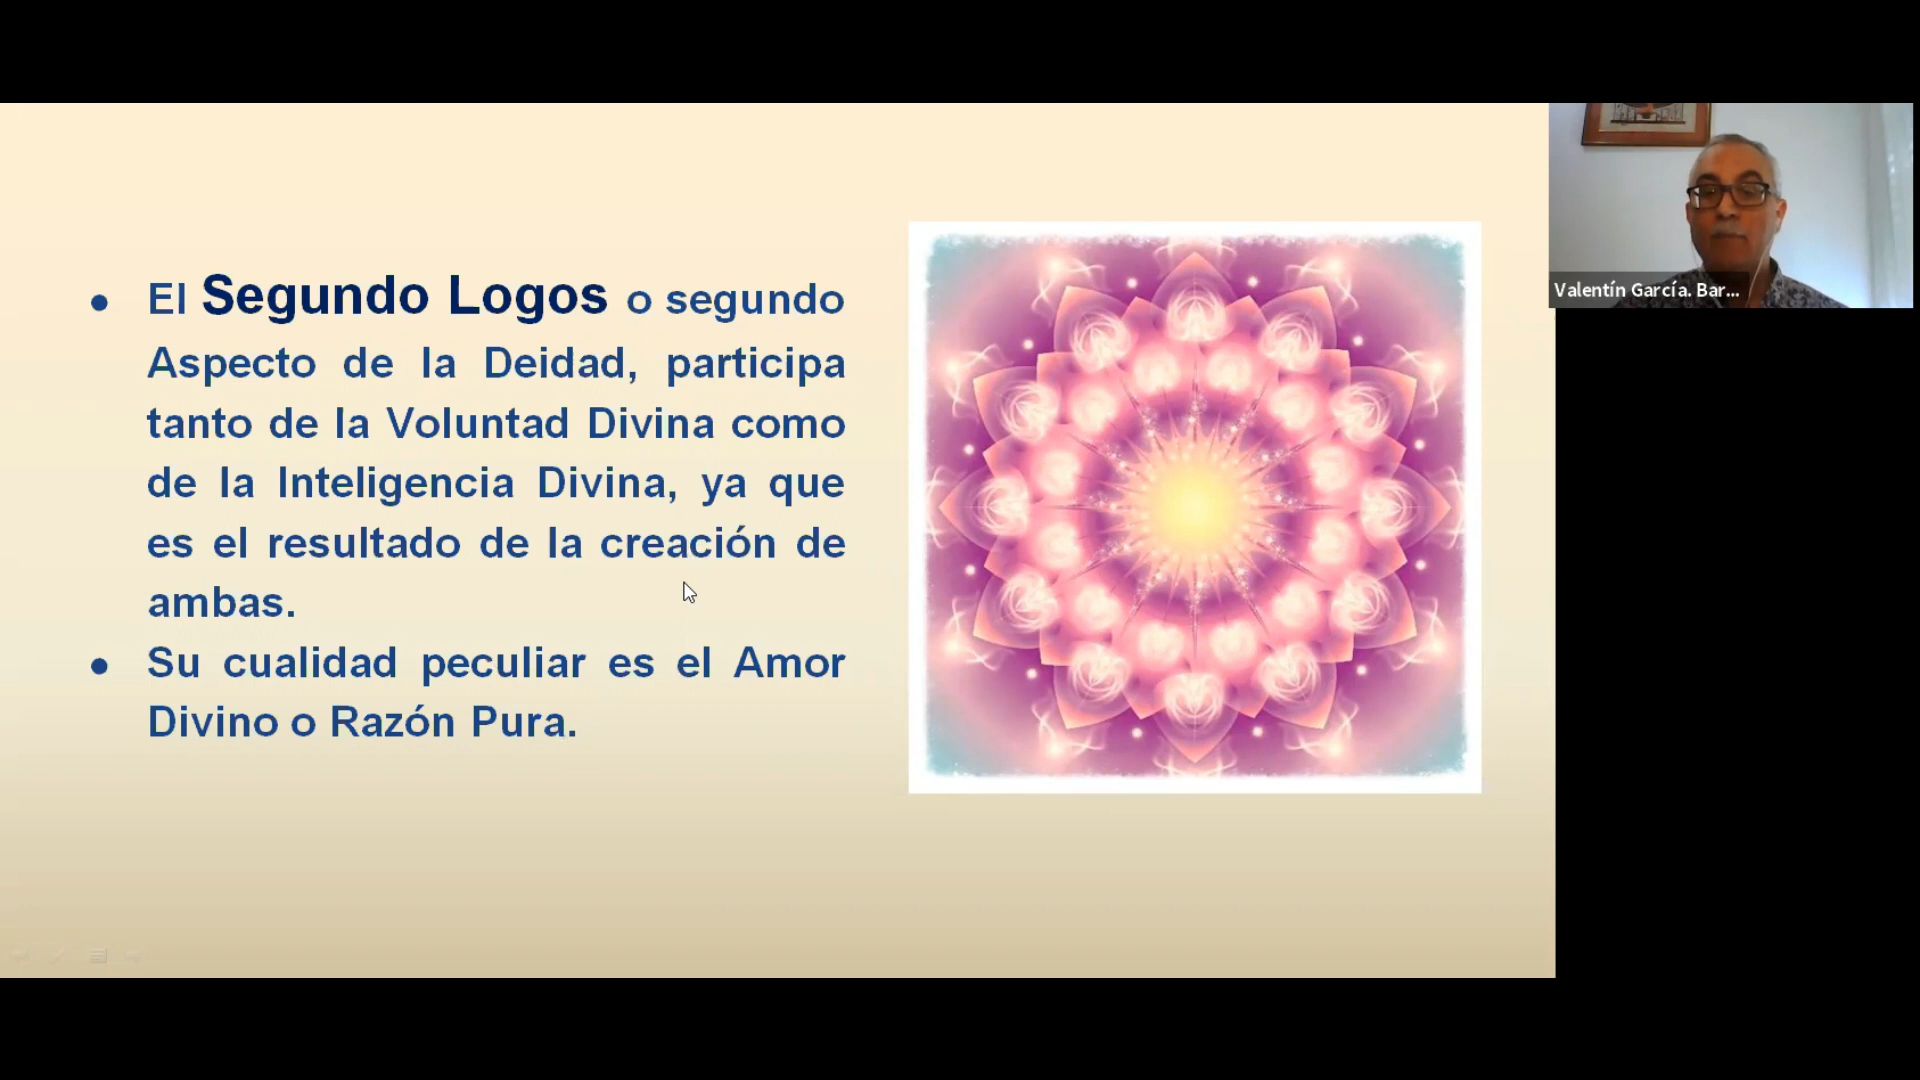 El Segundo Logos o segundo
Aspecto de la Deidad, participa
tanto de la Voluntad Divina como
de la Inteligencia Divina, ya que
es el resultado de la creación de
ambas.
Su cualidad peculiar es el Amor
Divino o Razón Pura.
Valentín García. Bar...